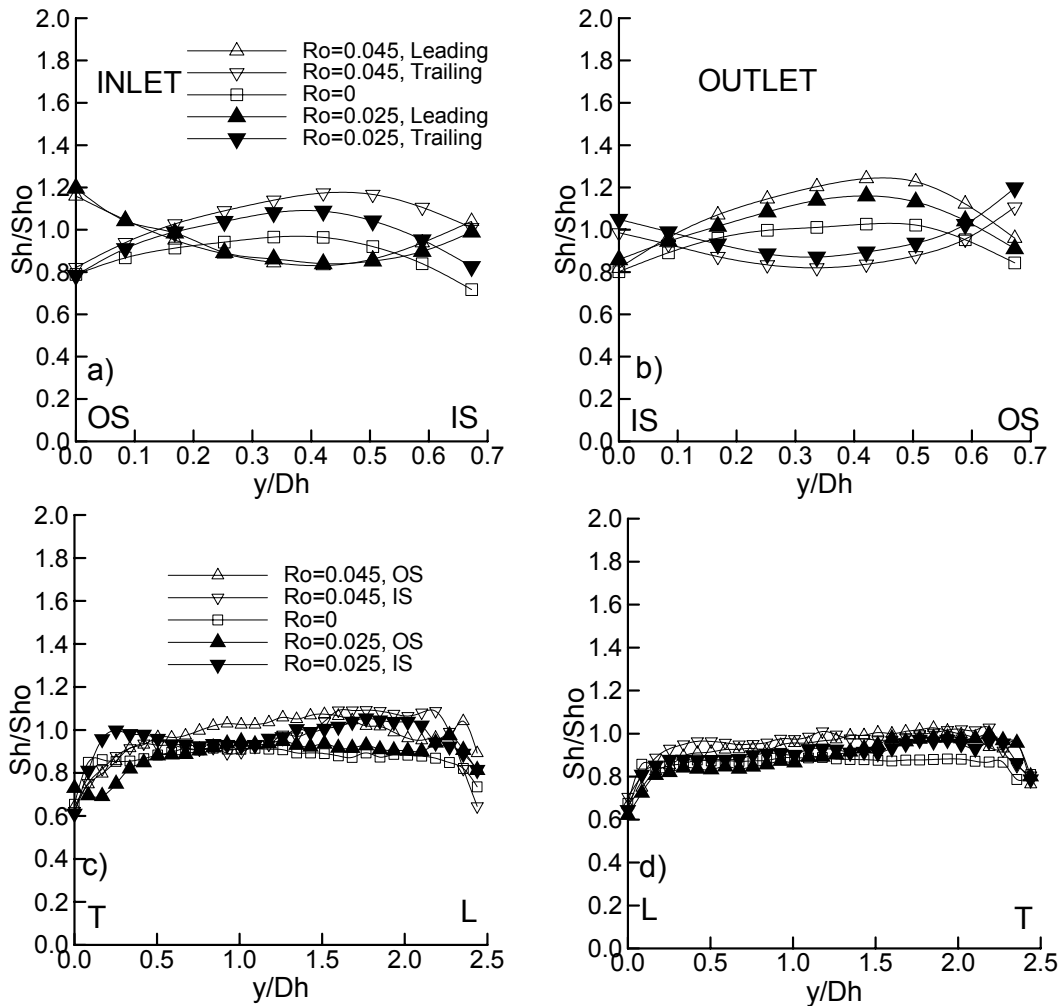 2.0
1.8
1.6
1.4
1.2
1.0
0.8
0.6
0.4
0.2
0.0
Sh/Sho
INLET
Ro=0.045, Leading
Ro=0.045, Trailing
Ro=0
Ro=0.025, Leading
Ro=0.025, Trailing
a)
OS
IS
0.0 0.1 0.2 0.3 0.4 0.5 0.6 0.7
y/Dh
2.0
1.8
1.6
1.4
1.2
1.0
0.8
0.6
0.4
0.2
0.0
Sh/Sho
OUTLET
b)
IS
OS
0.0 0.1 0.2 0.3 0.4 0.5 0.6 0.7
y/Dh
2.0
1.8
1.6
1.4
1.2
1.0
0.8
0.6
0.4
0.2
0.0
Sh/Sho
Ro=0.045, OS
Ro=0.045, IS
Ro=0
Ro=0.025, OS
Ro=0.025, IS
c)
T
L
0.0 0.5 1.0 1.5 2.0 2.5
y/Dh
2.0
1.8
1.6
1.4
1.2
1.0
0.8
0.6
0.4
0.2
0.0
Sh/Sho
d)
L
T
0.0 0.5 1.0 1.5 2.0 2.5
y/Dh